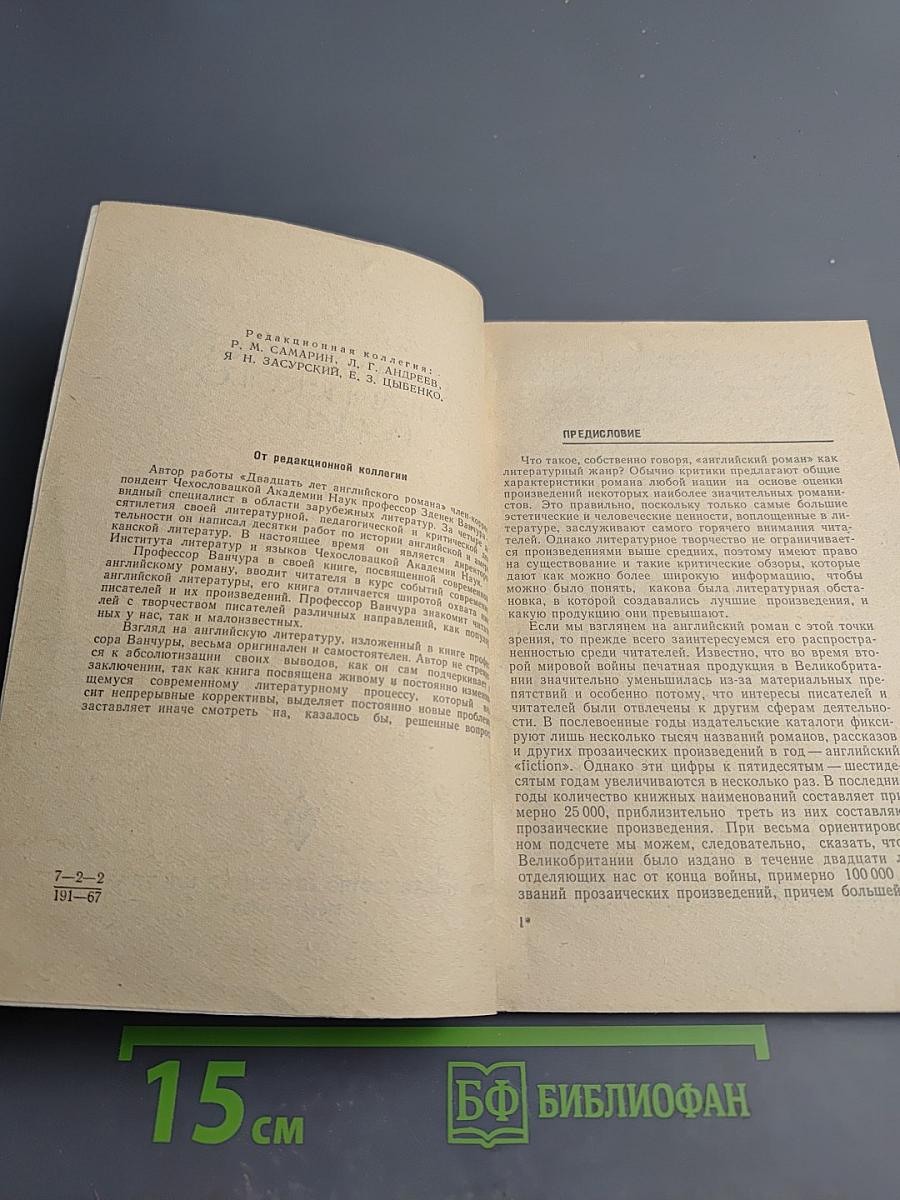 Редакционная коллегия:
Р. М. САМАРИН, Л. Г. АНДРЕЕВ,
Я Н. ЗАСУРСКИЙ, Е. З. ЦЫБЕНКО.
От редакционной коллегии
Автор работы «Двадцать лет английского романа» член-корре-
пондент Чехословацкой Академии Наук профессор Зденек Ванчура,
видный специалист в области зарубежных литератур. За четыре
сятилетия своей литературной, педагогической и критической
тельности он написал десятки работ по истории английской и амери-
канской литератур. В настоящее время он является директором
Института литератур и языков Чехословацкой Академии Наук.
Профессор Ванчура в своей книге, посвященной современному
английскому роману, вводит читателя в курс событий современной
английской литературы, его книга отличается широтой охвата
писателей и их произведений. Профессор Ванчура знакомит
лей с творчеством писателей различных направлений, как
ных у нас, так и малоизвестных.
Взгляд на английскую литературу, изложенный в книге профес-
сора Ванчуры, весьма оригинален и самостоятелен. Автор не
ся к абсолютизации своих выводов, как он сам подчеркивает
заключении, так как книга посвящена живому и постоянно
щемуся современному литературному процессу, который
сит непрерывные коррективы, выделяет постоянно новые
заставляет иначе смотреть на, казалось бы, решенные
7—2—2
191—67
ПРЕДИСЛОВИЕ
Что такое, собственно говоря, «английский роман» как
литературный жанр? Обычно критики предлагают общие
характеристики романа любой нации на основе оценки
произведений некоторых наиболее значительных романи-
стов. Это правильно, поскольку только самые большие
эстетические и человеческие ценности, воплощенные в ли-
тературе, заслуживают самого горячего внимания чита-
телей. Однако литературное творчество не ограничивает-
ся произведениями выше средних, поэтому имеют право
на существование и такие критические обзоры, которые
дают как можно более широкую информацию, чтобы
можно было понять, какова была литературная обста-
новка, в которой создавались лучшие произведения, и
какую продукцию они превышают.
Если мы взглянем на английский роман с этой точки
зрения, то прежде всего заинтересуемся его распростра-
ненностью среди читателей. Известно, что во время вто-
рой мировой войны печатная продукция в Великобрита-
нии значительно уменьшилась из-за материальных пре-
пятствий и особенно потому, что интересы писателей и
читателей были отвлечены к другим сферам деятельно-
сти. В послевоенные годы издательские каталоги фикси-
руют лишь несколько тысяч названий романов, рассказов
и других прозаических произведений в год — английский
«fiction». Однако эти цифры к пятидесятым — шестиде-
сятым годам увеличиваются в несколько раз. В последни
годы количество книжных наименований составляет при
мерно 25 000, приблизительно треть из них составляю
прозаические произведения. При весьма ориентирово
ном подсчете мы можем, следовательно, сказать, что
Великобритании было издано в течение двадцати л
отделяющих нас от конца войны, примерно 100 000
званий прозаических произведений, причем большей
1*
15 см
БФ БИБЛИОФАН